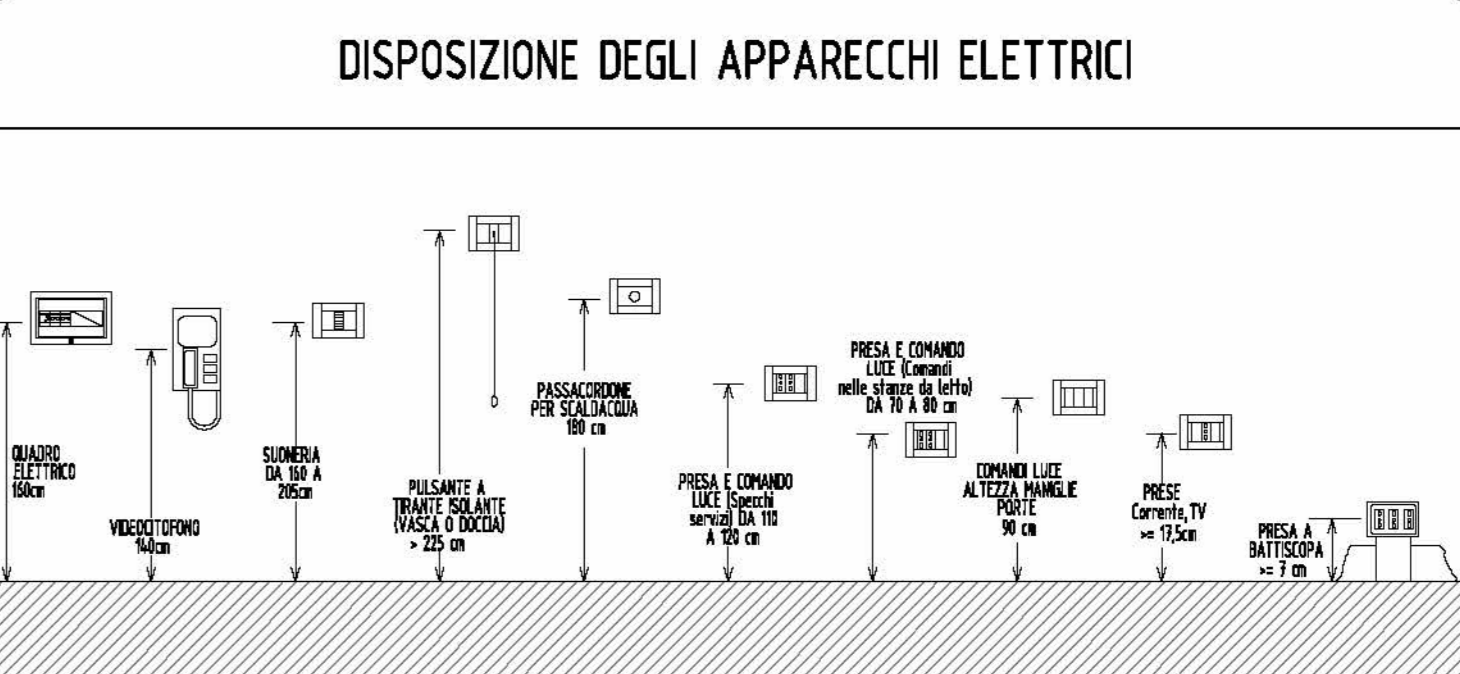 DISPOSIZIONE DEGLI APPARECCHI ELETTRICI
QUADRO
ELETTRICO
160cm
VIDEOCITOFONO
140cm
SUONERIA
DA 160 A
205cm
PULSANTE A
TIRANTE ISOLANTE
(VASCA O DOCCIA)
> 225 cm
PASSACORDONE
PER SCALDACQUA
180 cm
PRESA E COMANDO
LUCE (Specchi
servizi) DA 110
A 120 cm
PRESA E COMANDO
LUCE (Comandi
nelle stanze da letto)
DA 70 A 80 cm
COMANDI LUCE
ALTEZZA MANIGLIE
PORTE
90 cm
PRESE
Corrente, TV
>= 17,5cm
PRESA A
BATTISCOPA
>= 7 cm